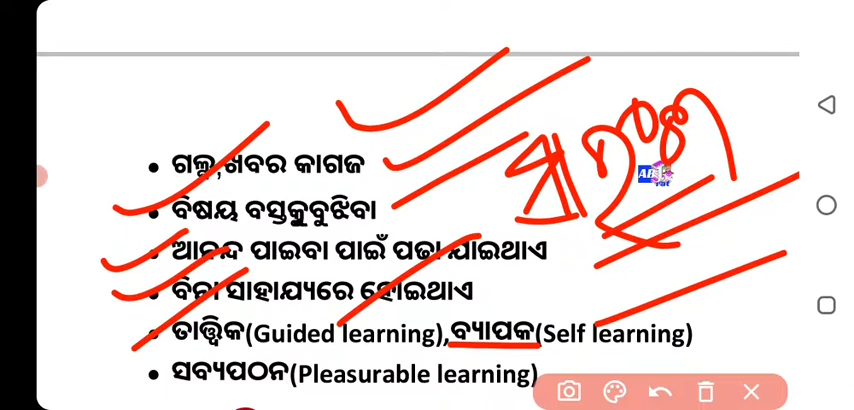 • ଗଳ୍ପ,ଖବର କାଗଜ
• ବିଷୟ ବସ୍ତୁକୁବୁଝିବା
• ଆନନ୍ଦ ପାଇବା ପାଇଁ ପଢା ଯାଇଥାଏ
• ବିନା ସାହାଯ୍ୟରେ ହୋଇଥାଏ
• ତାତ୍ତ୍ୱିକ(Guided learning),ବ୍ୟାପକ(Self learning)
• ସବ୍ୟପଠନ(Pleasurable learning)